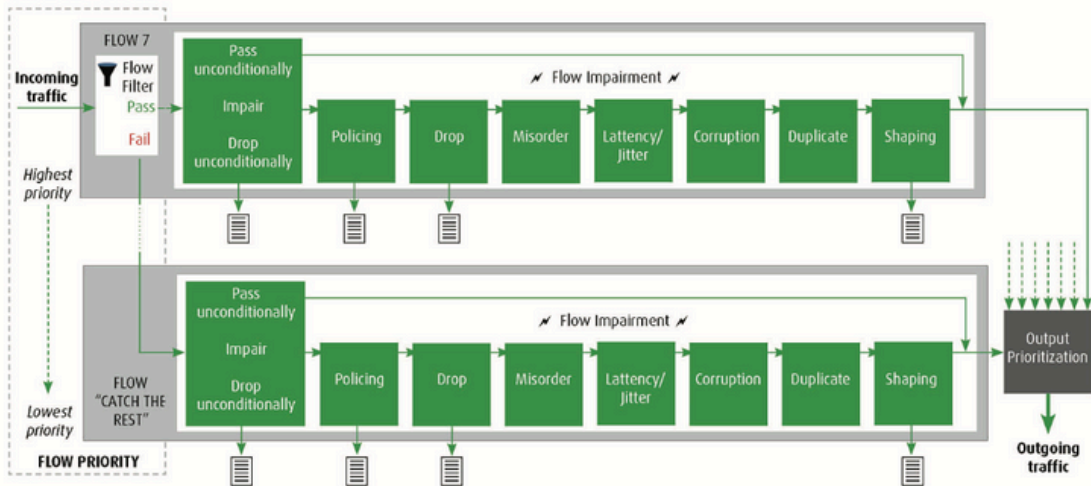 FLOW 7
Flow
Filter
Pass
Fail
Incoming
traffic
Highest
priority
Lowest
priority
FLOW PRIORITY
Pass
unconditionally
Impair
Drop
unconditionally
⚡ Flow Impairment ⚡
Policing
Drop
Misorder
Lattency/
Jitter
Corruption
Duplicate
Shaping
FLOW
"CATCH THE
REST"
Pass
unconditionally
Impair
Drop
unconditionally
⚡ Flow Impairment ⚡
Policing
Drop
Misorder
Lattency/
Jitter
Corruption
Duplicate
Shaping
Output
Prioritization
Outgoing
traffic